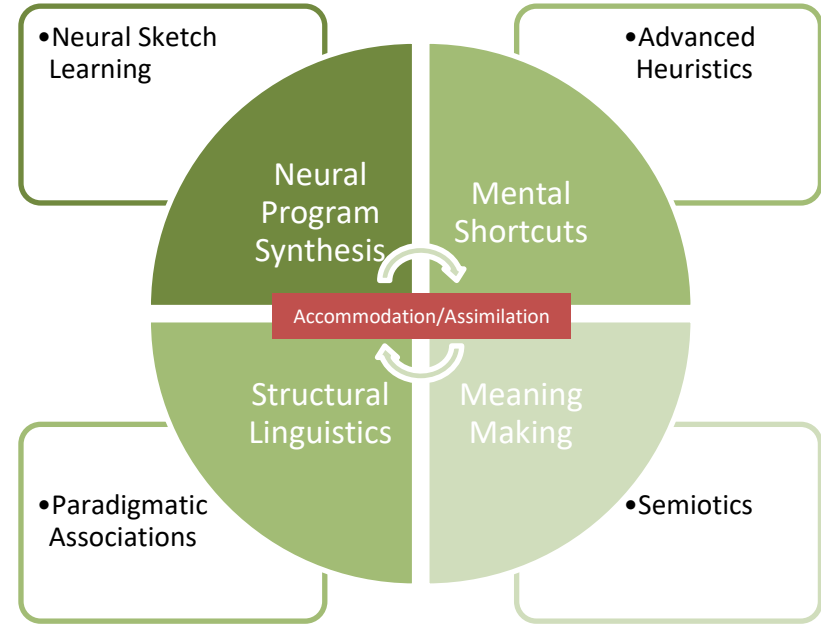 •Neural Sketch
Learning
•Advanced
Heuristics
Neural
Program
Synthesis
Mental
Shortcuts
Accommodation/Assimilation
Structural
Linguistics
Meaning
Making
•Paradigmatic
Associations
•Semiotics